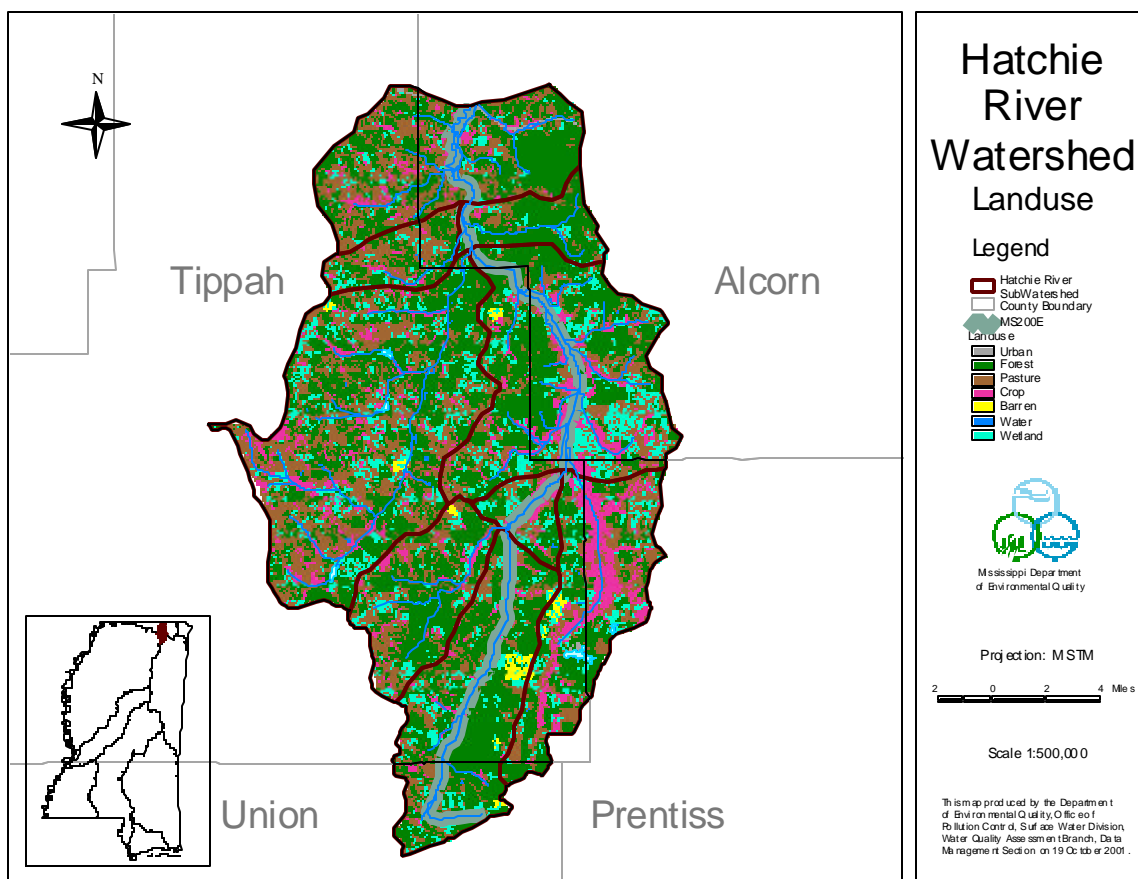 N
Tippah
Alcorn
Union
Prentiss
Hatchie
River
Watershed
Landuse
Legend
Hatchie River
SubWatershed
County Boundary
MS200E
Landuse
Urban
Forest
Pasture
Crop
Barren
Water
Wetland
Mississippi Department
of Environmental Quality
Projection: MSTM
2 0 2 4 Miles
Scale 1:500,000
This map produced by the Department
of Environmental Quality, Office of
Pollution Control, Surface Water Division,
Water Quality Assessment Branch, Data
Management Section on 19 October 2001.